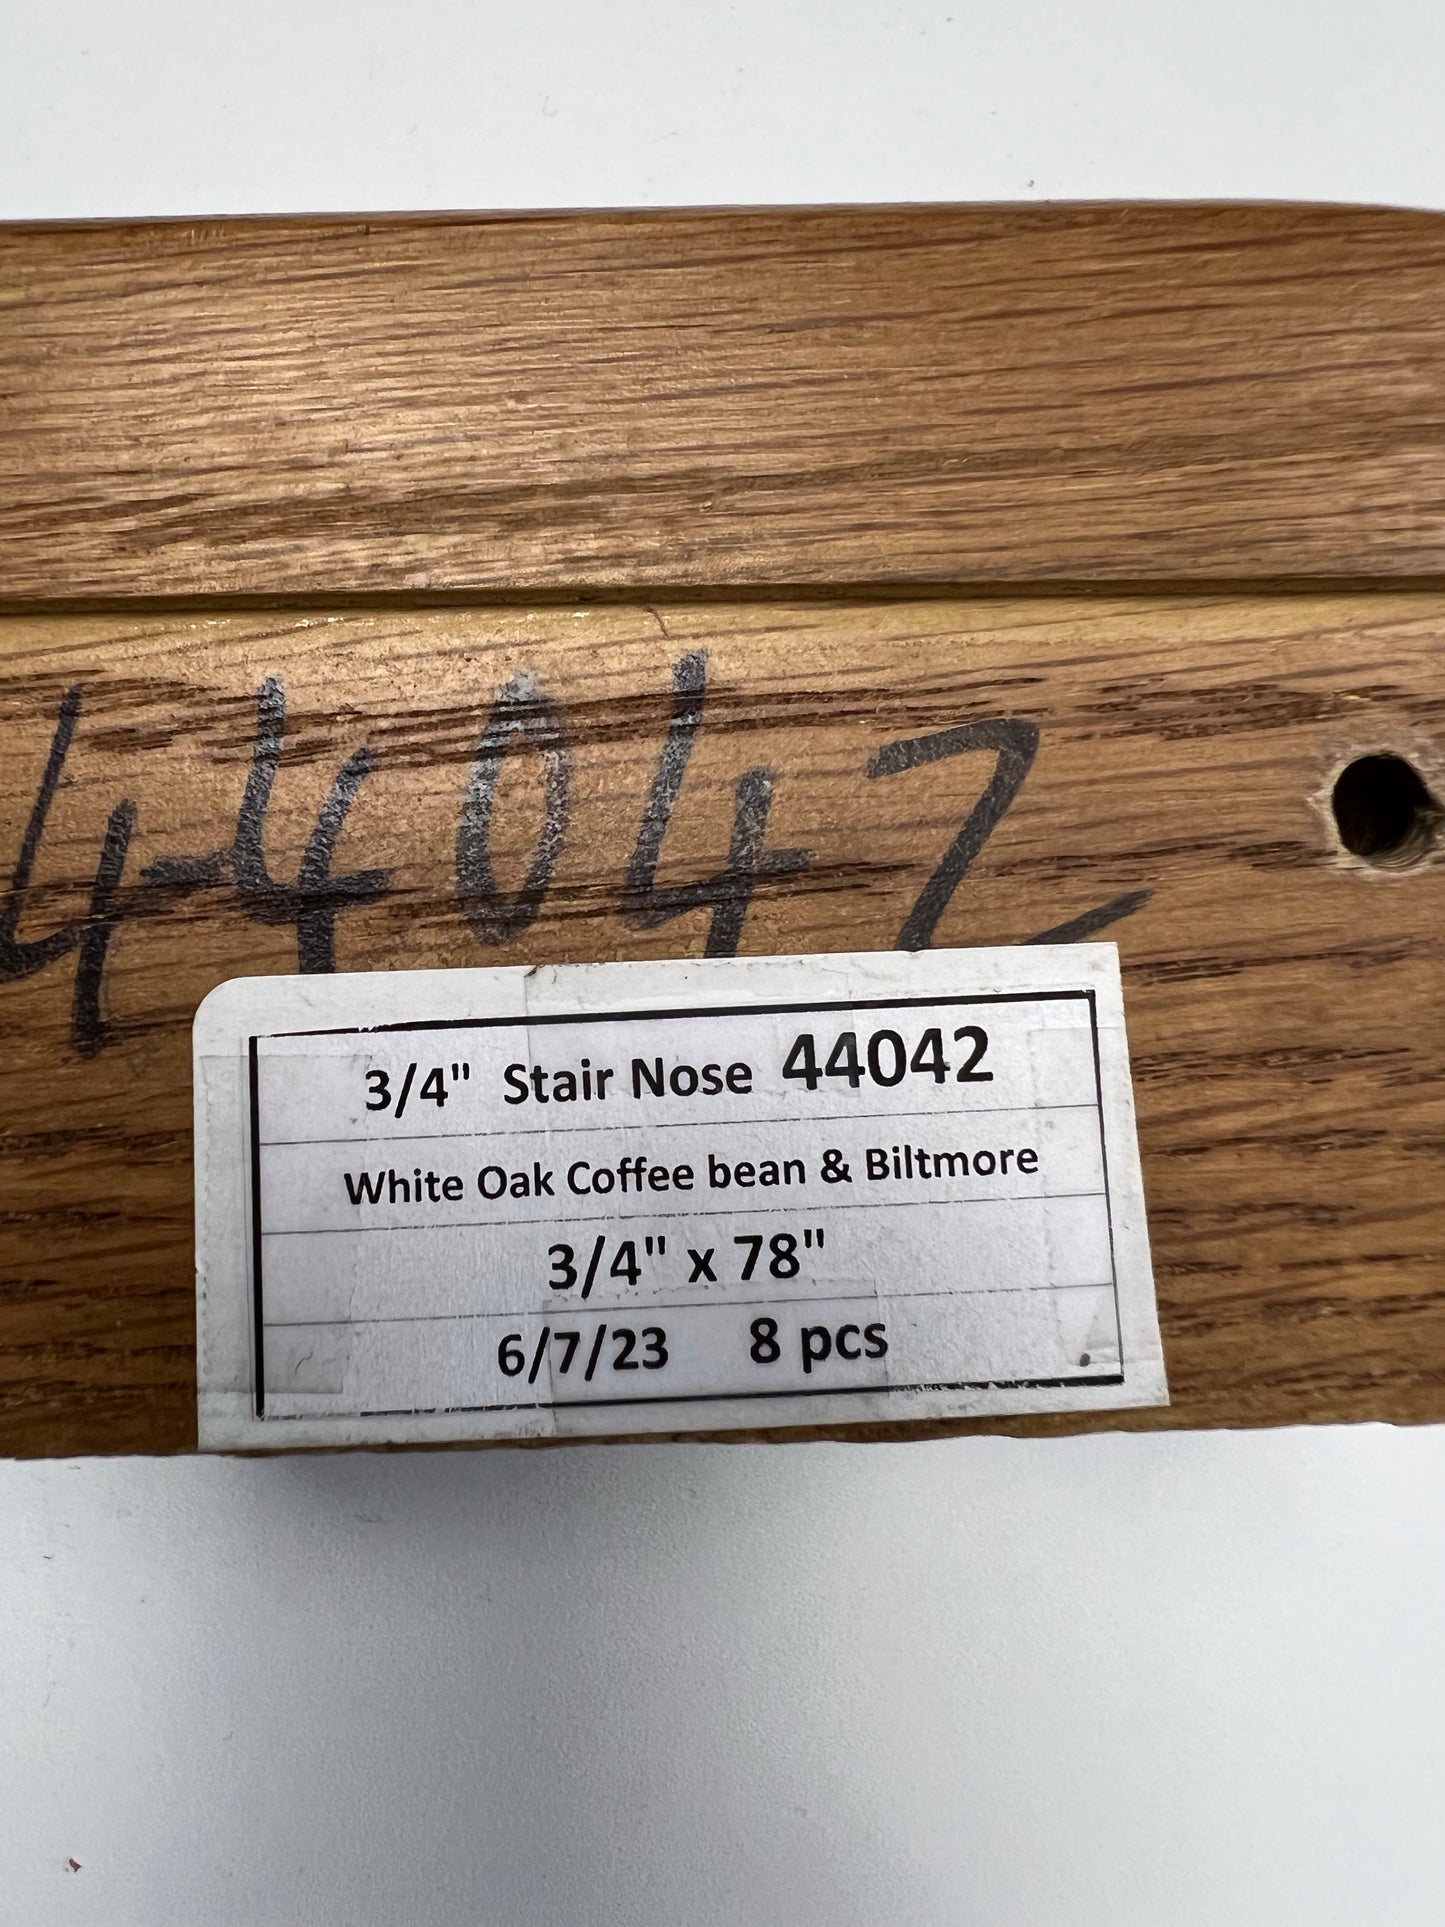 44042
3/4" Stair Nose 44042
White Oak Coffee bean & Biltmore
3/4" x 78"
6/7/23 8 pcs